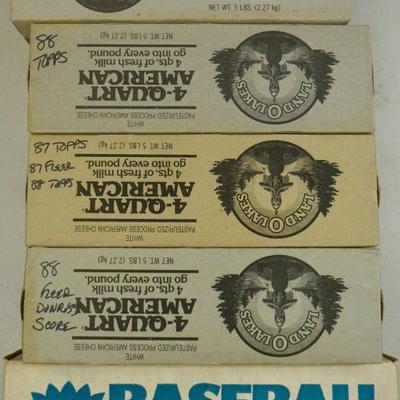 NET WT. 5 LBS. (2.27 kg)
88
TOPPS
WHITE
PASTEURIZED PROCESS AMERICAN CHEESE
4-QUART
AMERICAN
4 qts. of fresh milk
go into every pound.
NET WT. 5 LBS. (2.27 kg)
LAND O LAKES
87 TOPPS
87 FLEER
88 TOPPS
WHITE
PASTEURIZED PROCESS AMERICAN CHEESE
4-QUART
AMERICAN
4 qts. of fresh milk
go into every pound.
NET WT. 5 LBS. (2.27 kg)
LAND O LAKES
88
FLEER
DONRUSS
SCORE
WHITE
PASTEURIZED PROCESS AMERICAN CHEESE
4-QUART
AMERICAN
4 qts. of fresh milk
go into every pound.
NET WT. 5 LBS. (2.27 kg)
LAND O LAKES
BASEBALL